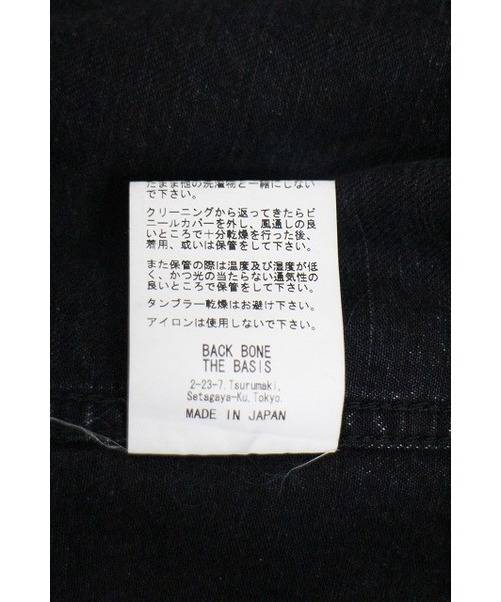 たまま他の洗濯物と一緒にしない
で下さい。
クリーニングから返ってきたらビ
ニールカバーを外し、風通しの良
いところで十分乾燥を行った後、
着用、或いは保管をして下さい。
また保管の際は温度及び湿度が低
く、かつ光の当たらない通気性の
良いところで保管をして下さい。
タンブラー乾燥はお避け下さい。
アイロンは使用しないで下さい。
BACK BONE
THE BASIS
2-23-7.Tsurumaki,
Setagaya-Ku,Tokyo.
MADE IN JAPAN